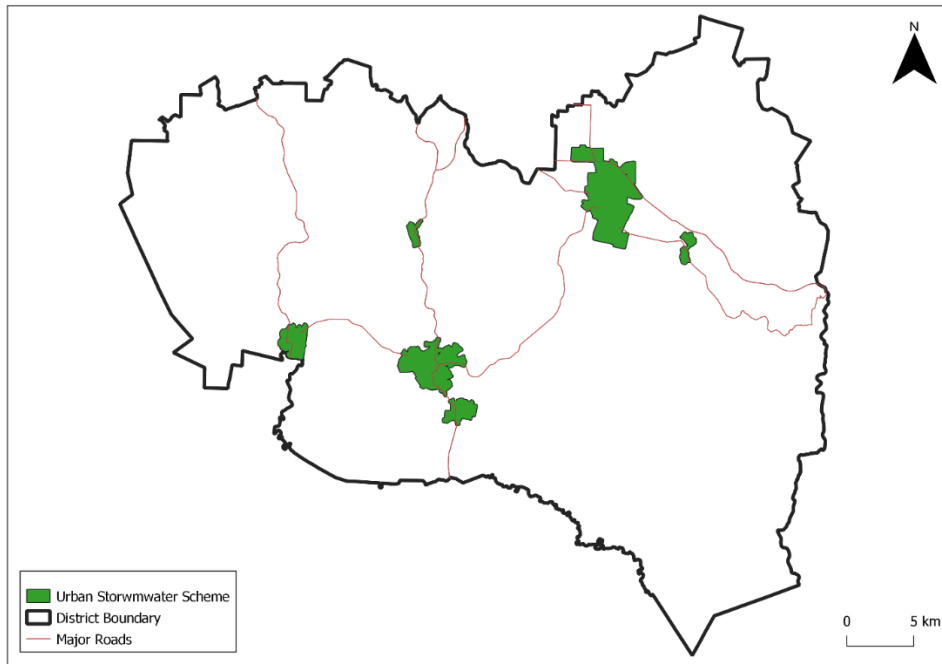 N
Urban Storwmwater Scheme
District Boundary
Major Roads
0 5 km